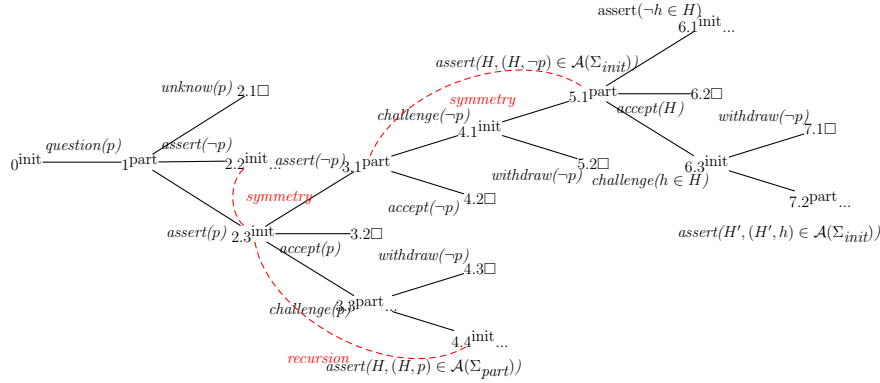 assert(¬h ∈ H)
6.1init...
assert(H, (H, ¬p) ∈ A(Σinit))
unknow(p)
2.1□
symmetry
5.1part
6.2□
accept(H)
challenge(¬p)
4.1init
withdraw(¬p)
7.1□
question(p)
assert(¬p)
0init
1part
2.2init...
assert(¬p)
3.1part
5.2□
6.3init
withdraw(¬p)
challenge(h ∈ H)
symmetry
4.2□
7.2part...
accept(¬p)
assert(p)
2.3init
3.2□
assert(H′, (H′, h) ∈ A(Σinit))
accept(p)
withdraw(¬p)
4.3□
challenge(p)
3.3part...
4.4init...
recursion
assert(H, (H, p) ∈ A(Σpart))